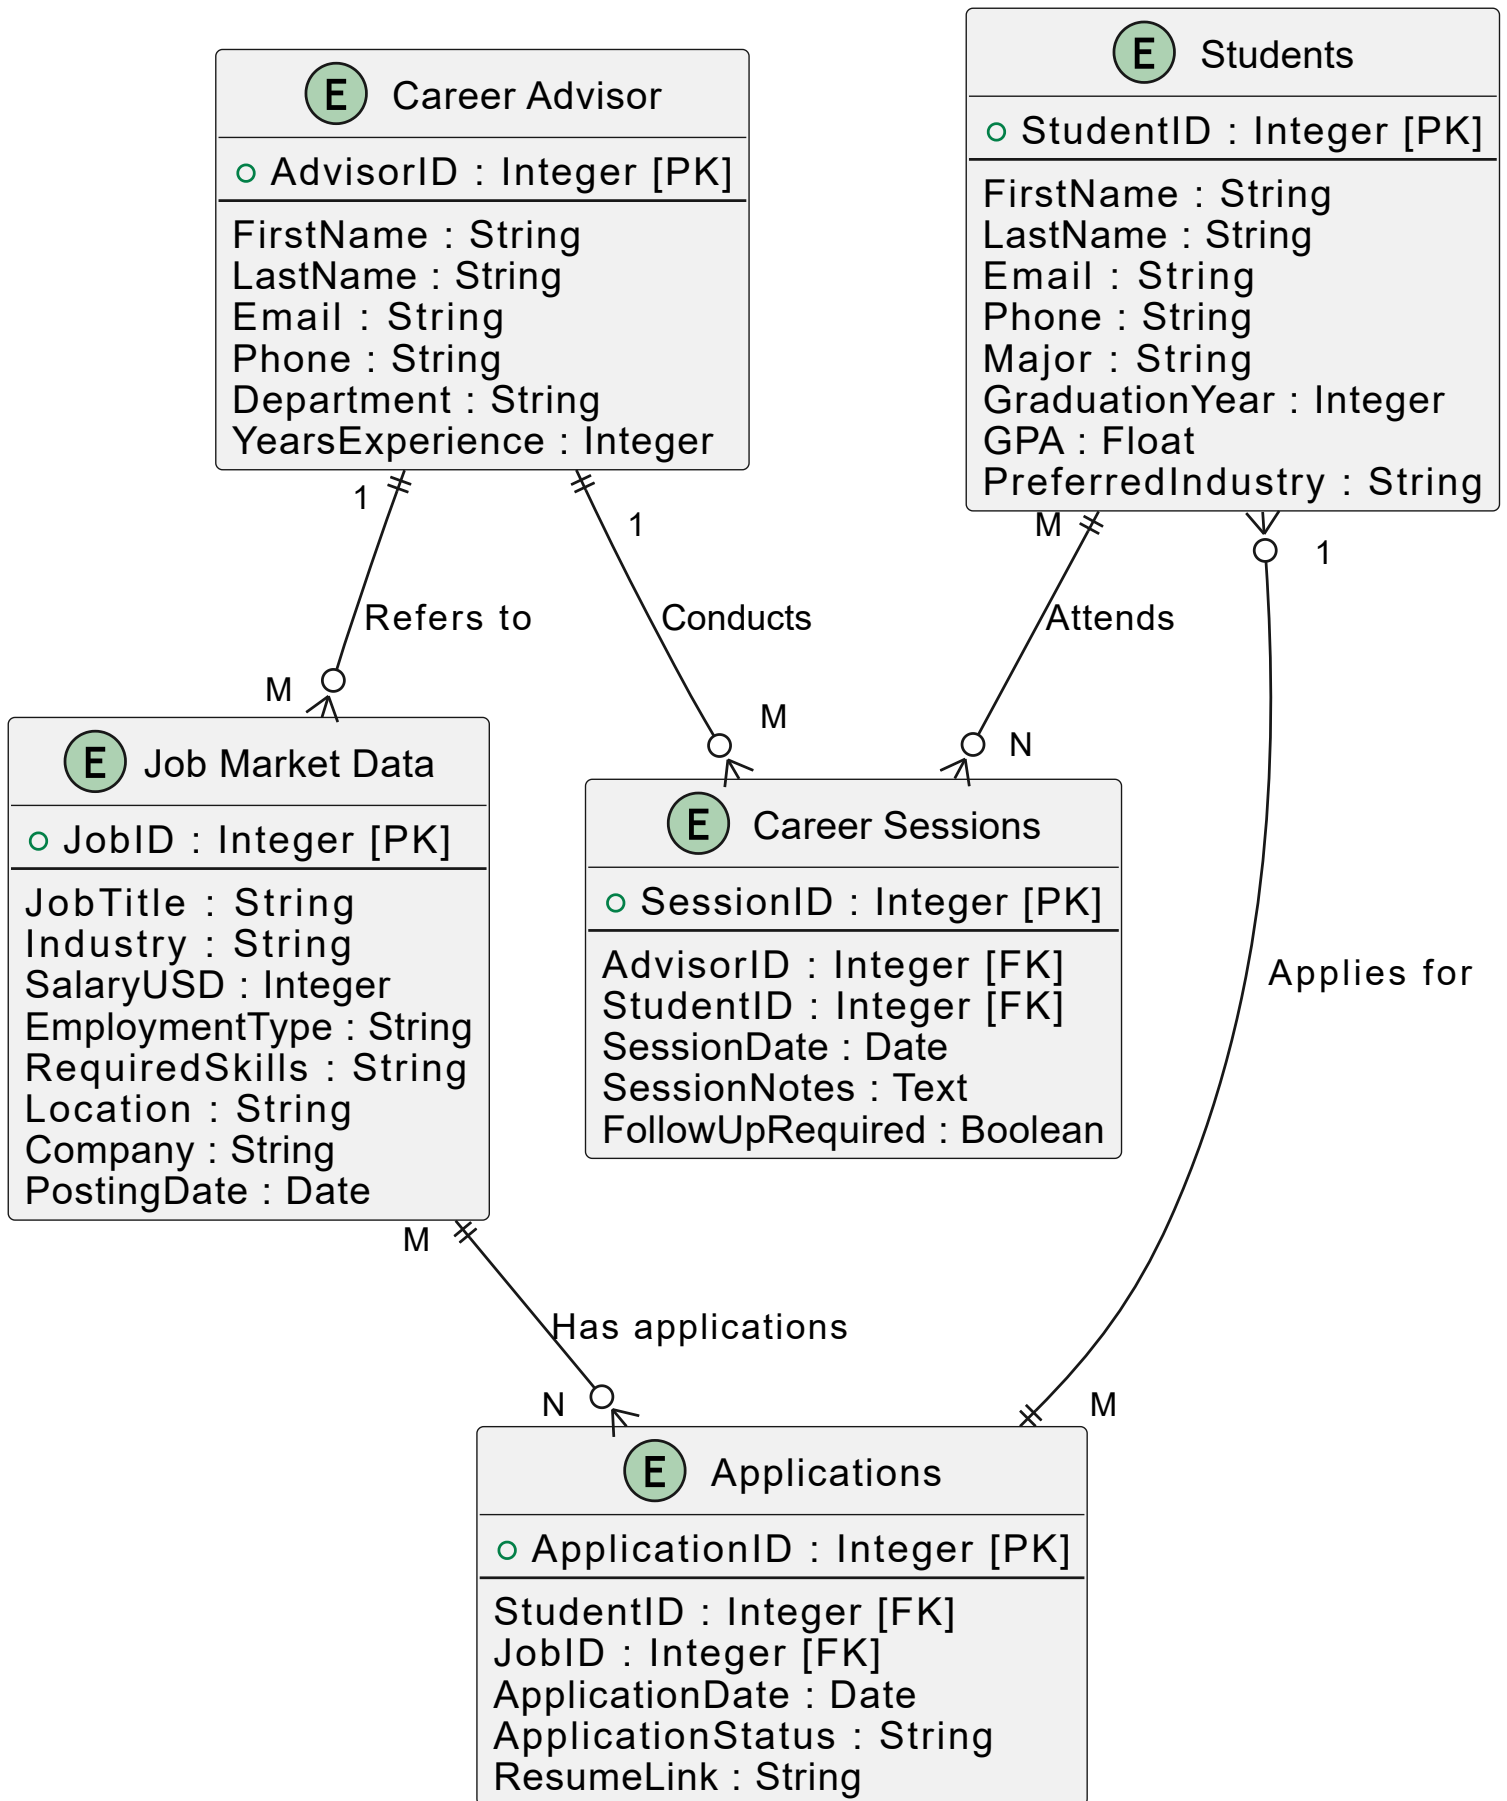 E Career Advisor
AdvisorID : Integer [PK]
FirstName : String
LastName : String
Email : String
Phone : String
Department : String
YearsExperience : Integer
E Students
StudentID : Integer [PK]
FirstName : String
LastName : String
Email : String
Phone : String
Major : String
GraduationYear : Integer
GPA : Float
PreferredIndustry : String
1
1
M
1
Refers to
Conducts
Attends
M
M
N
E Job Market Data
JobID : Integer [PK]
JobTitle : String
Industry : String
SalaryUSD : Integer
EmploymentType : String
RequiredSkills : String
Location : String
Company : String
PostingDate : Date
E Career Sessions
SessionID : Integer [PK]
AdvisorID : Integer [FK]
StudentID : Integer [FK]
SessionDate : Date
SessionNotes : Text
FollowUpRequired : Boolean
Applies for
M
Has applications
N
M
E Applications
ApplicationID : Integer [PK]
StudentID : Integer [FK]
JobID : Integer [FK]
ApplicationDate : Date
ApplicationStatus : String
ResumeLink : String